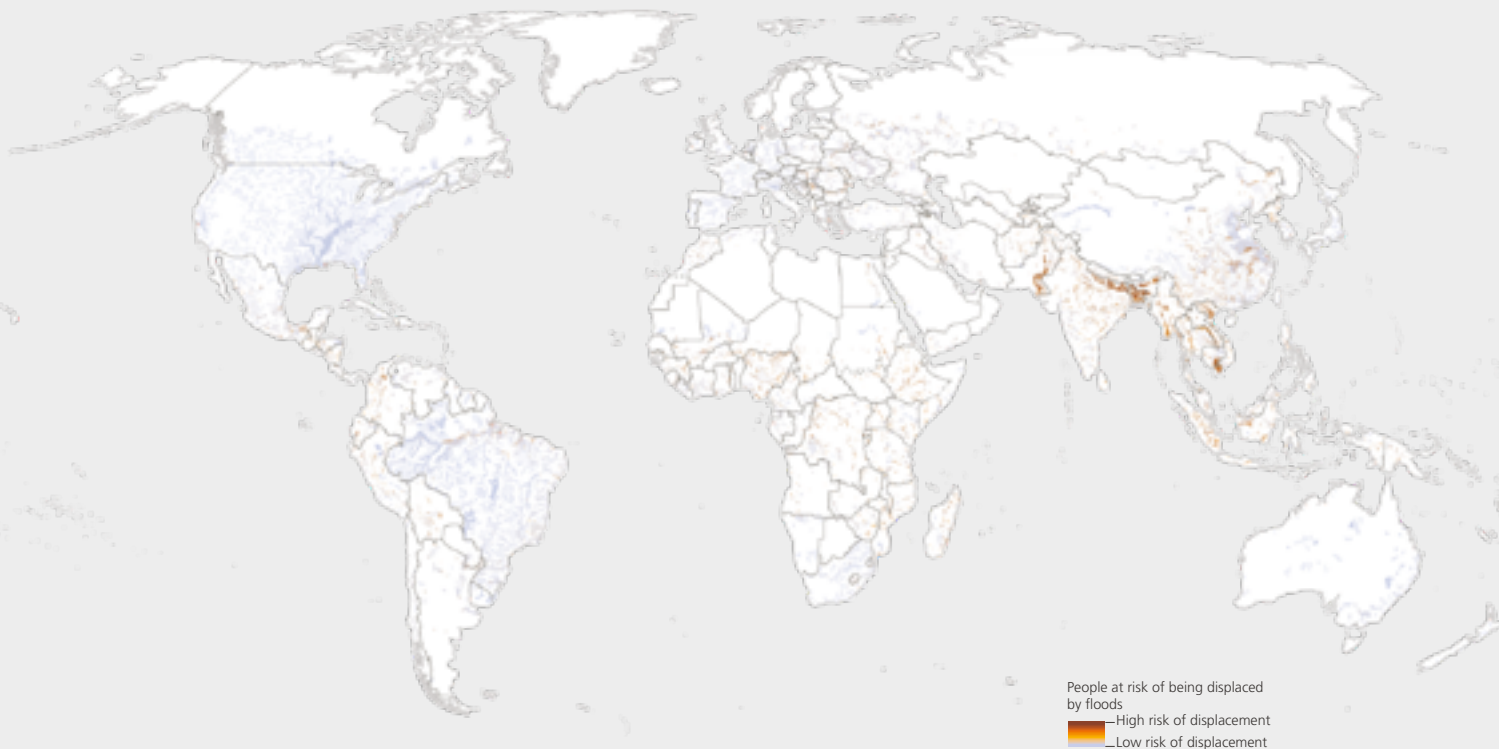 People at risk of being displaced
by floods
High risk of displacement
Low risk of displacement